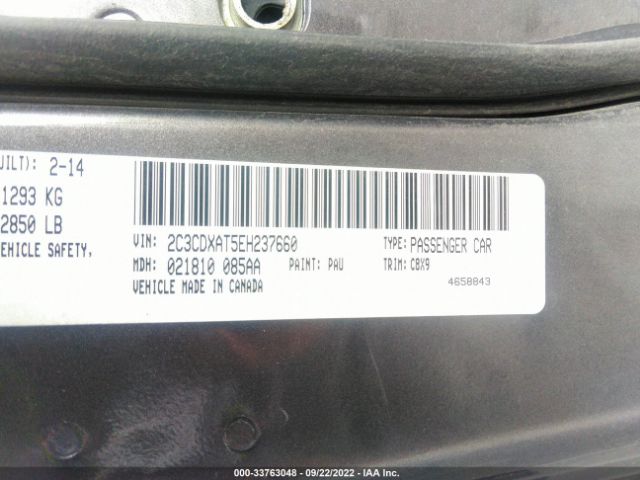 UILT): 2-14
1293 KG
2850 LB
EHICLE SAFETY,
VIN: 2C3CDXAT5EH237660 TYPE: PASSENGER CAR
MDH: 021810 085AA PAINT: PAU TRIM: CBX9
VEHICLE MADE IN CANADA 4658843
000-33763048 - 09/22/2022 - IAA Inc.